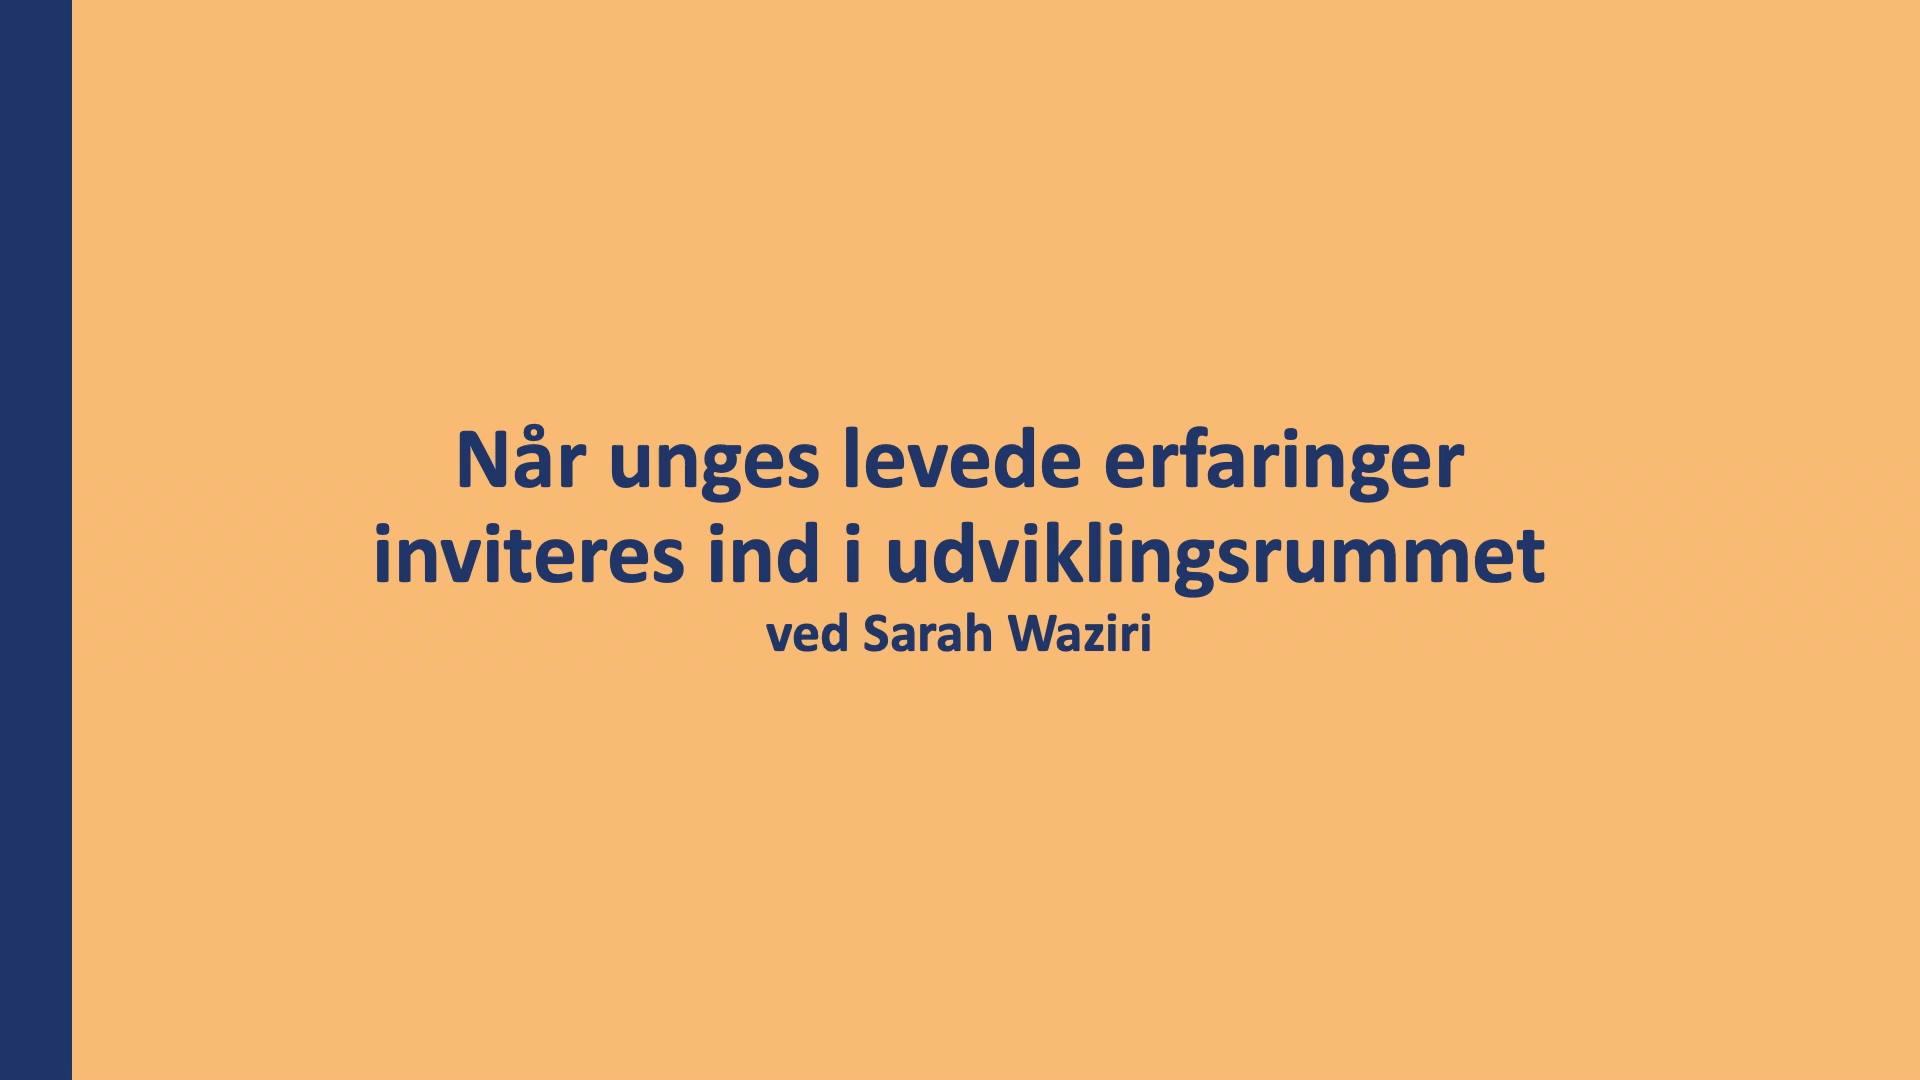 Når unges levede erfaringer
inviteres ind i udviklingsrummet
ved Sarah Waziri